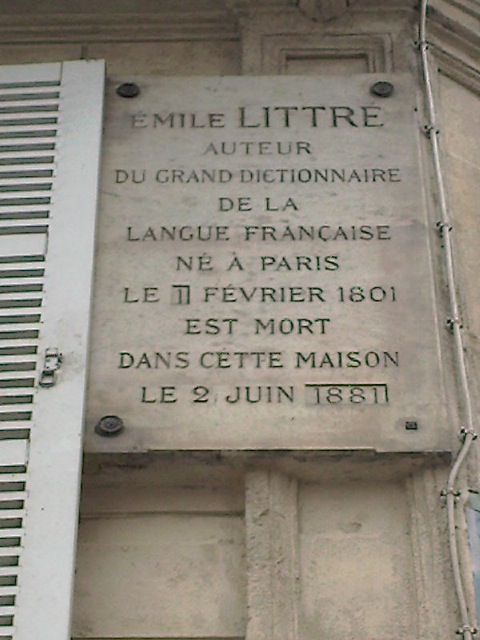 ÉMILE LITTRÉ
AUTEUR
DU GRAND DICTIONNAIRE
DE LA
LANGUE FRANÇAISE
NÉ À PARIS
LE II FÉVRIER 1801
EST MORT
DANS CETTE MAISON
LE 2 JUIN 1881